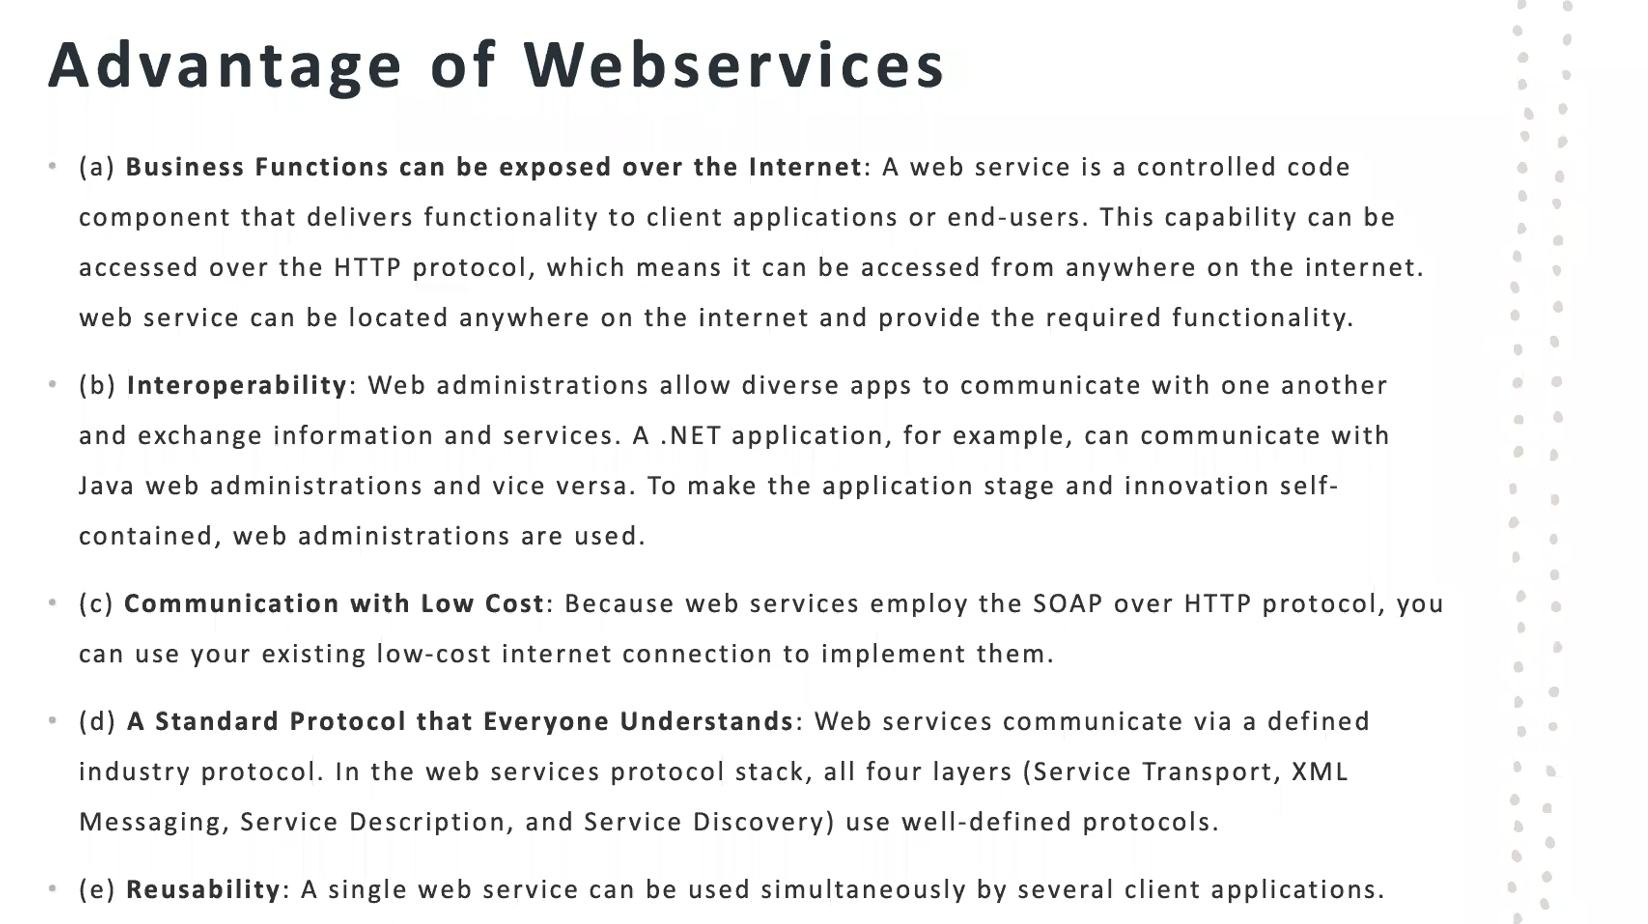 Advantage of Webservices
• (a) Business Functions can be exposed over the Internet: A web service is a controlled code
component that delivers functionality to client applications or end-users. This capability can be
accessed over the HTTP protocol, which means it can be accessed from anywhere on the internet.
web service can be located anywhere on the internet and provide the required functionality.
• (b) Interoperability: Web administrations allow diverse apps to communicate with one another
and exchange information and services. A .NET application, for example, can communicate with
Java web administrations and vice versa. To make the application stage and innovation self-
contained, web administrations are used.
• (c) Communication with Low Cost: Because web services employ the SOAP over HTTP protocol, you
can use your existing low-cost internet connection to implement them.
• (d) A Standard Protocol that Everyone Understands: Web services communicate via a defined
industry protocol. In the web services protocol stack, all four layers (Service Transport, XML
Messaging, Service Description, and Service Discovery) use well-defined protocols.
• (e) Reusability: A single web service can be used simultaneously by several client applications.